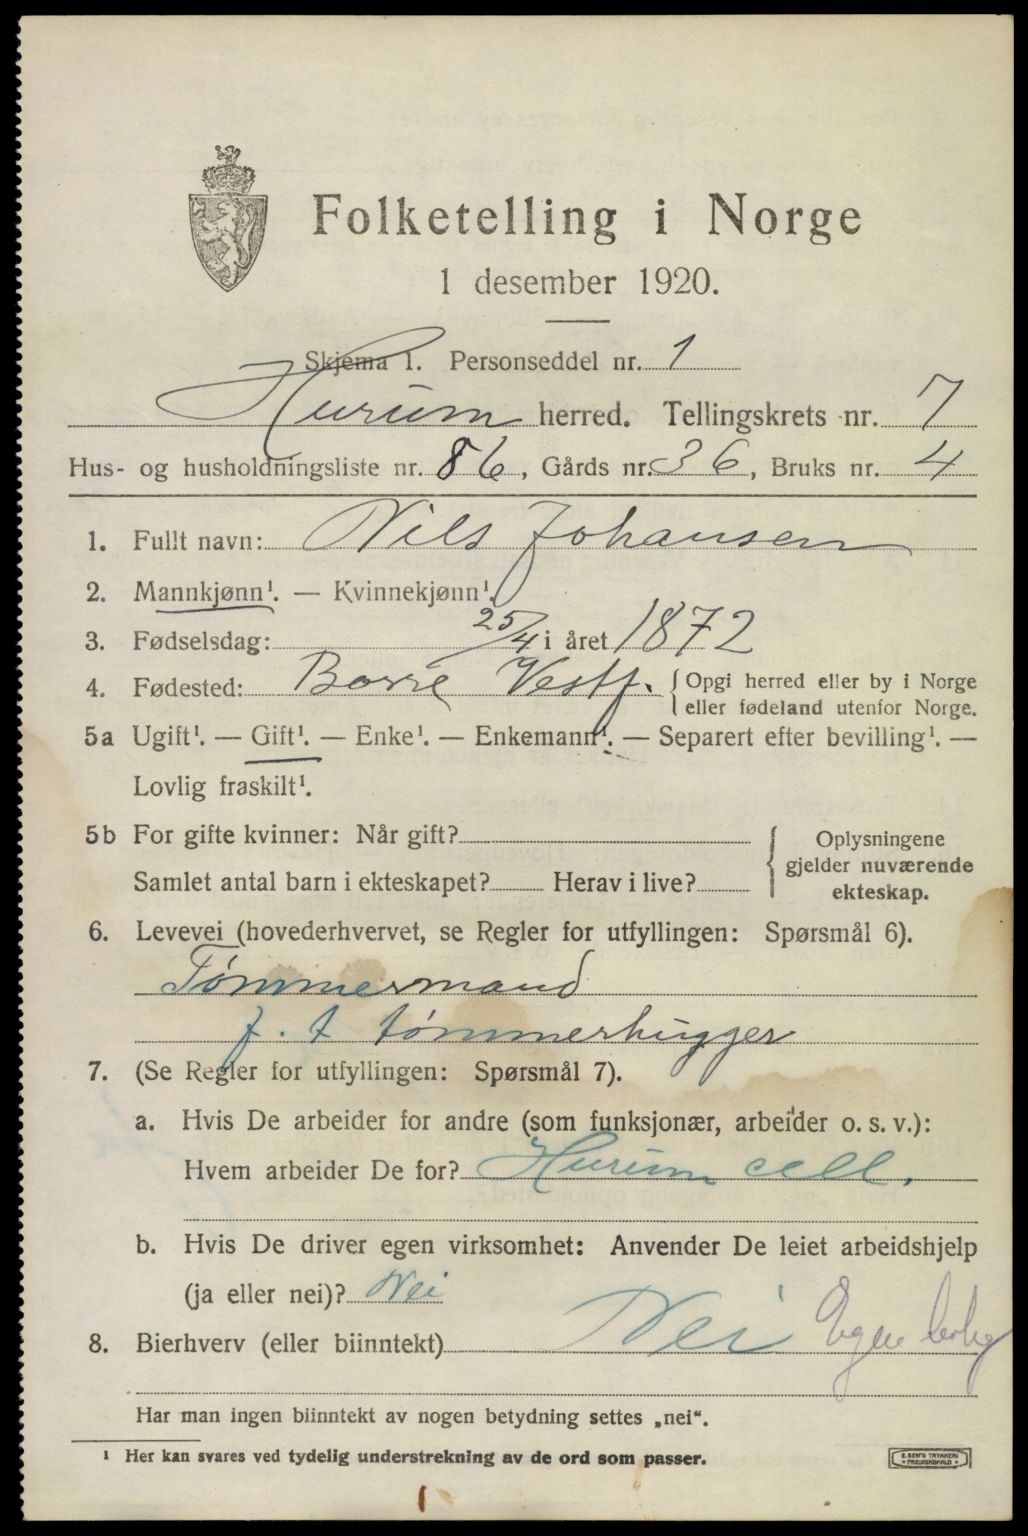 Folketelling i Norge
1 desember 1920.
Skjema 1. Personseddel nr. 1
Hurum herred. Tellingskrets nr. 7
Hus- og husholdningsliste nr. 86, Gårds nr. 36, Bruks nr. 4
1. Fullt navn: Nils Johansen
2. Mannkjønn¹. — Kvinnekjønn¹.
3. Fødselsdag: 25/4 i året 1872
4. Fødested: Borre Vestf. { Opgi herred eller by i Norge
eller fødeland utenfor Norge.
5a Ugift¹. — Gift¹. — Enke¹. — Enkemann¹. — Separert efter bevilling¹. —
Lovlig fraskilt¹.
5b For gifte kvinner: Når gift?
Samlet antal barn i ekteskapet? Herav i live?
Oplysningene
gjelder nuværende
ekteskap.
6. Levevei (hovederhvervet, se Regler for utfyllingen: Spørsmål 6).
Tømmermand
f. t tømmerhugger
7. (Se Regler for utfyllingen: Spørsmål 7).
a. Hvis De arbeider for andre (som funksjonær, arbeider o. s. v.):
Hvem arbeider De for? Hurum cell.
b. Hvis De driver egen virksomhet: Anvender De leiet arbeidshjelp
(ja eller nei)? Nei
8. Bierhverv (eller biinntekt) Nei Egen
Har man ingen biinntekt av nogen betydning settes „nei“.
¹ Her kan svares ved tydelig understrekning av de ord som passer.
E. SEM'S TRYKKERI
FREDRIKSHALD